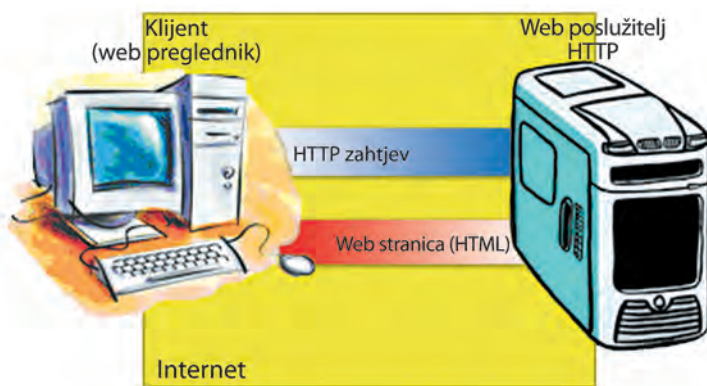 Klijent
(web preglednik)
Web poslužitelj
HTTP
HTTP zahtjev
Web stranica (HTML)
Internet